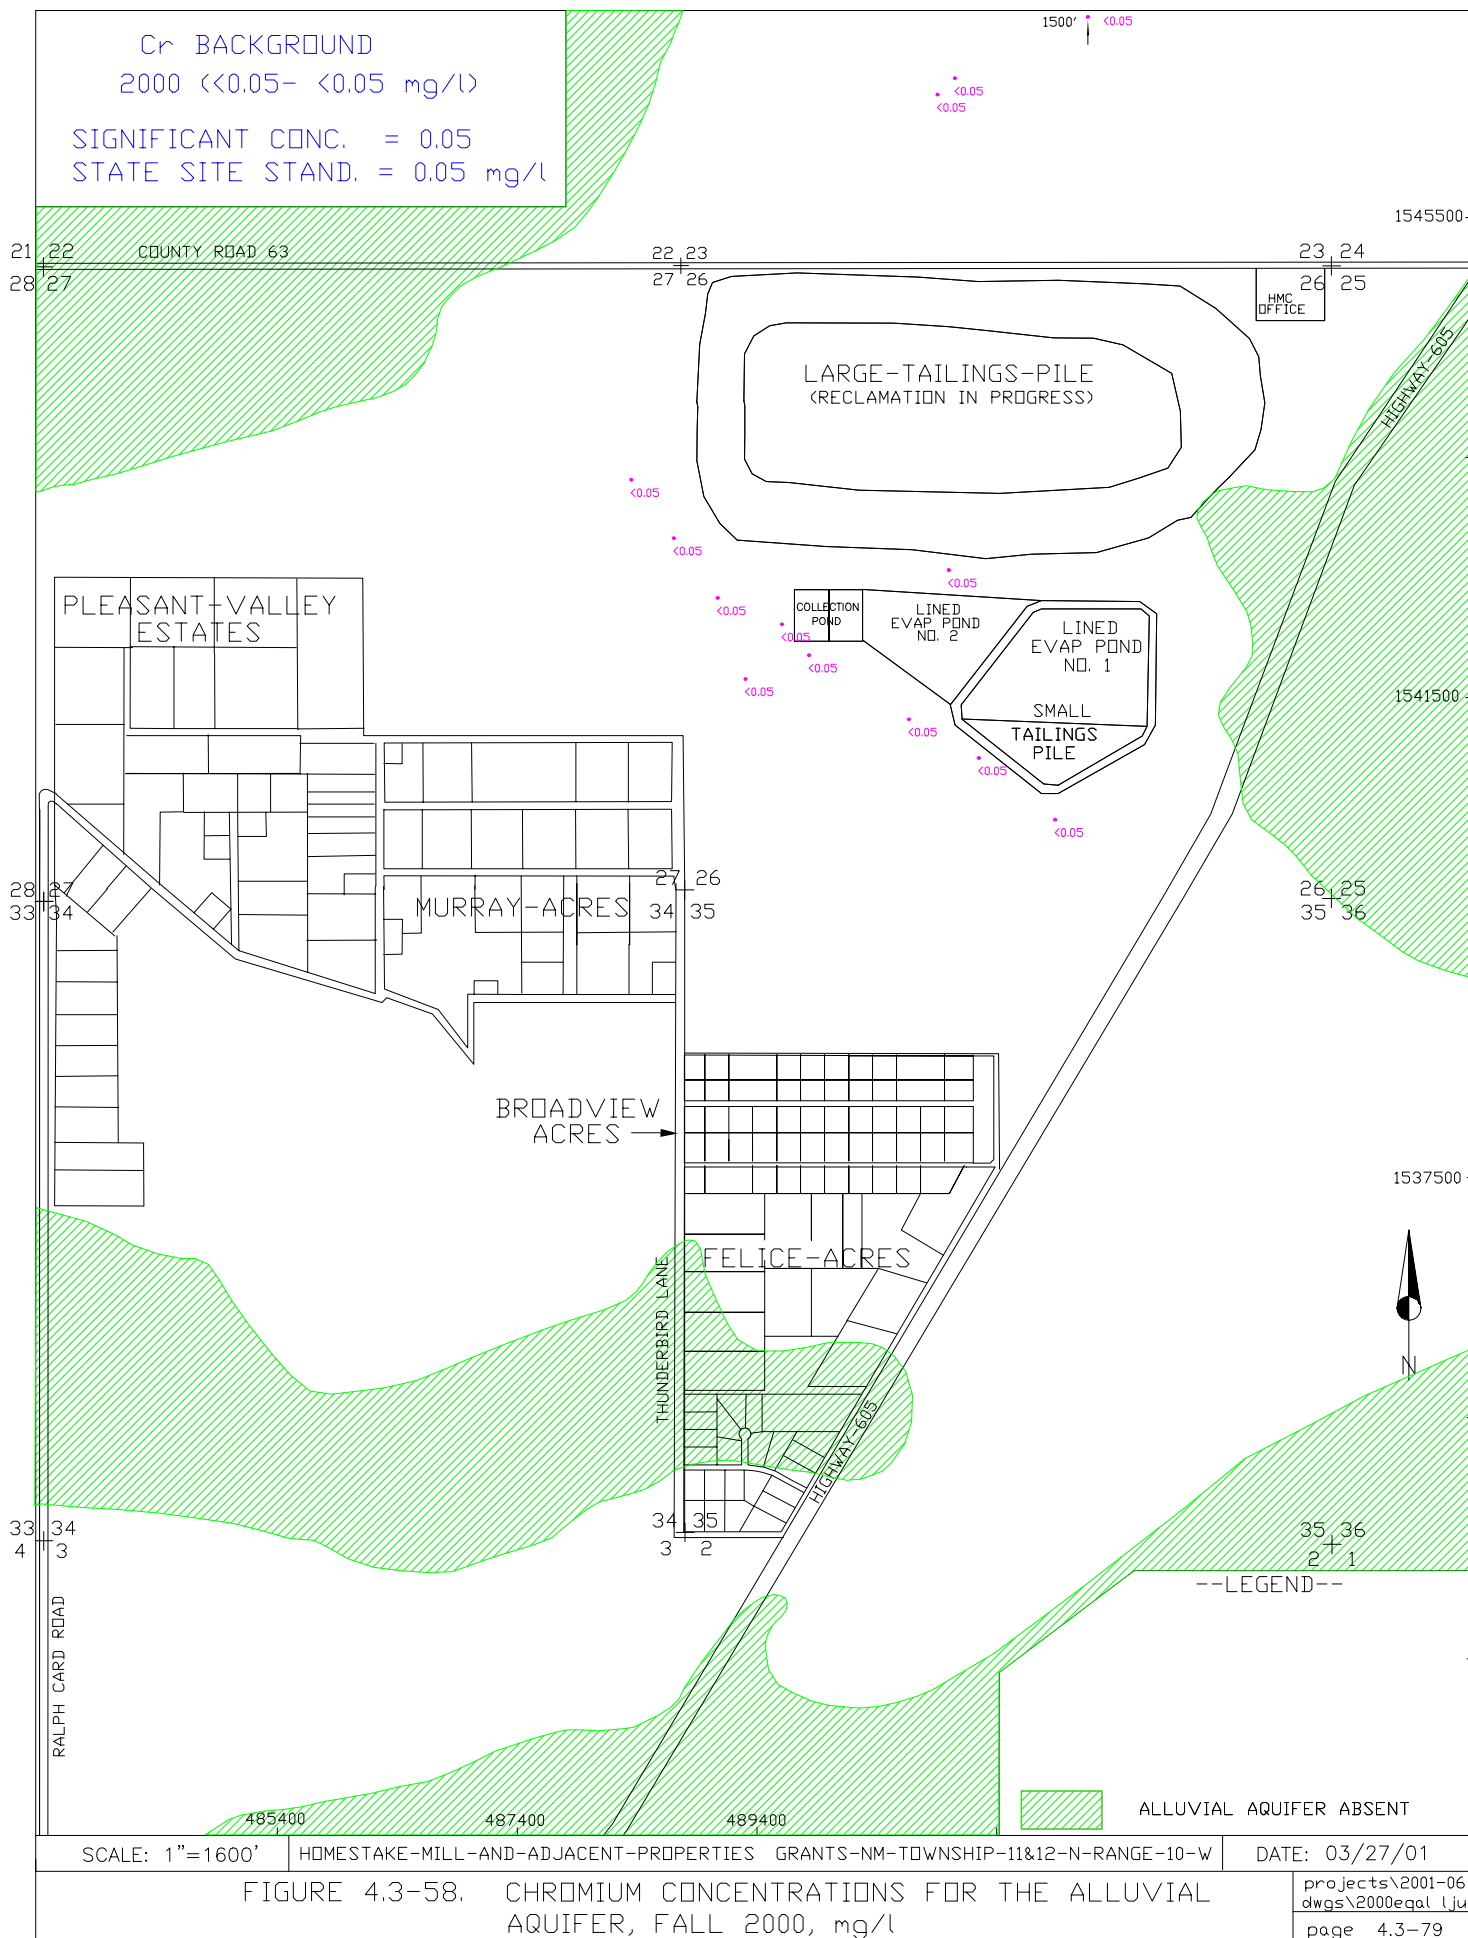 Cr BACKGROUND
2000 (<0.05- <0.05 mg/l)
SIGNIFICANT CONC. = 0.05
STATE SITE STAND. = 0.05 mg/l
1500'
<0.05
<0.05
<0.05
1545500
21 22
28 27
COUNTY ROAD 63
22 23
27 26
23 24
26 25
HMC
OFFICE
HIGHWAY-605
LARGE-TAILINGS-PILE
(RECLAMATION IN PROGRESS)
<0.05
<0.05
<0.05
<0.05
<0.05
<0.05
<0.05
<0.05
<0.05
<0.05
COLLECTION
POND
LINED
EVAP POND
NO. 2
LINED
EVAP POND
NO. 1
SMALL
TAILINGS
PILE
1541500
PLEASANT-VALLEY
ESTATES
28 27
33 34
MURRAY-ACRES
27 26
34 35
26 25
35 36
BROADVIEW
ACRES
1537500
FELICE-ACRES
THUNDERBIRD LANE
HIGHWAY-605
N
33 34
4 3
34 35
3 2
35 36
2 1
--LEGEND--
RALPH CARD ROAD
485400
487400
489400
ALLUVIAL AQUIFER ABSENT
SCALE: 1"=1600'
HOMESTAKE-MILL-AND-ADJACENT-PROPERTIES GRANTS-NM-TOWNSHIP-11&12-N-RANGE-10-W
DATE: 03/27/01
FIGURE 4.3-58. CHROMIUM CONCENTRATIONS FOR THE ALLUVIAL
AQUIFER, FALL 2000, mg/l
projects\2001-06
dwgs\2000eqal lju
page 4.3-79